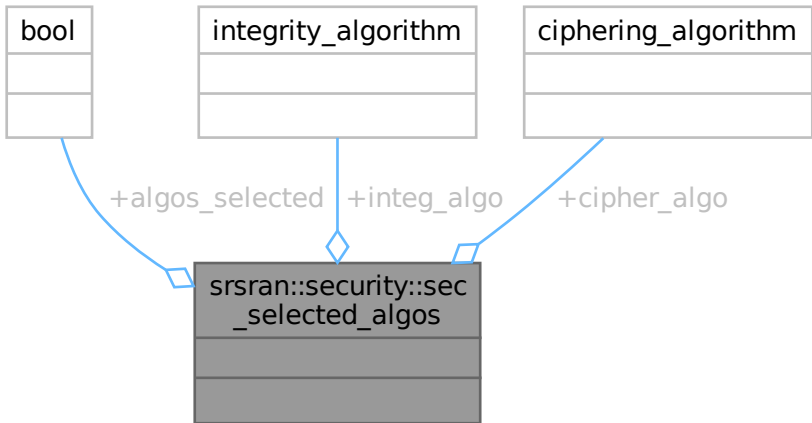 bool
integrity_algorithm
ciphering_algorithm
+algos_selected
+integ_algo
+cipher_algo
srsran::security::sec
_selected_algos